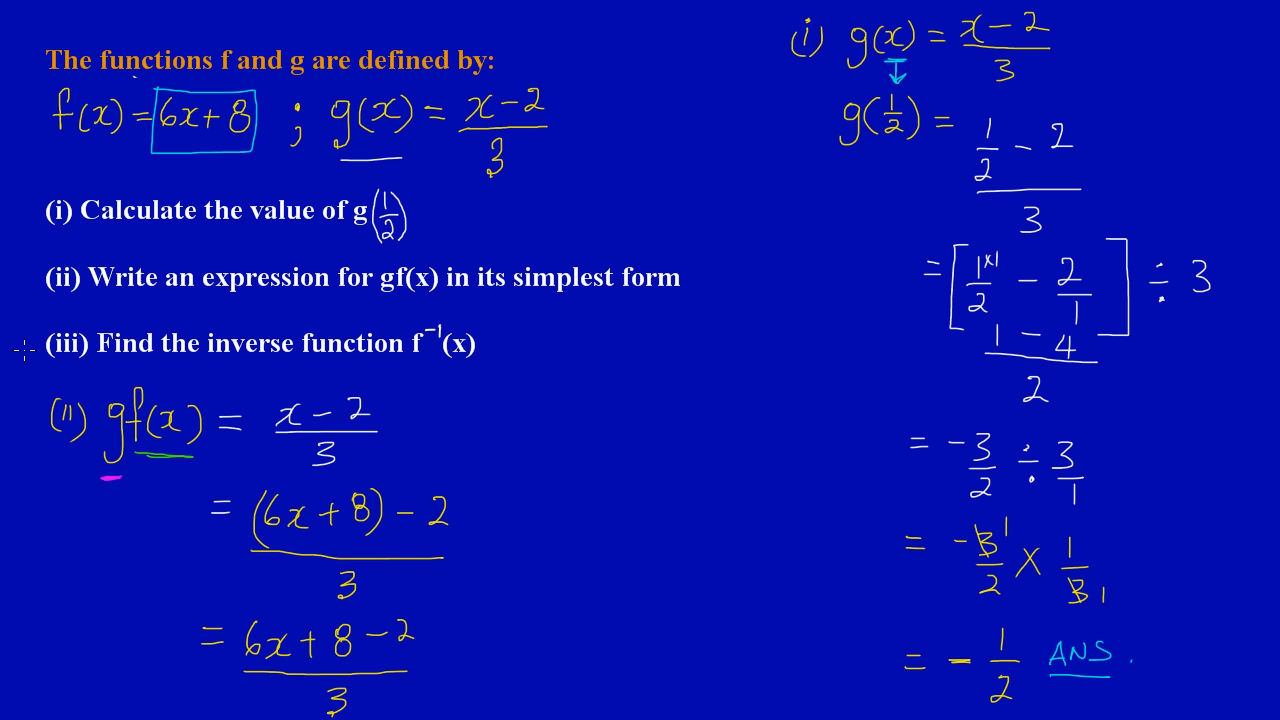 The functions f and g are defined by:
f(x) = 6x + 8 ; g(x) = x - 2
3
(i) Calculate the value of g(1/2)
(ii) Write an expression for gf(x) in its simplest form
(iii) Find the inverse function f⁻¹(x)
(ii) gf(x) = x - 2
3
= (6x + 8) - 2
3
= 6x + 8 - 2
3
(i) g(x) = x - 2
3
g(1/2) = 1/2 - 2
3
= [1×1/2 - 2/1] ÷ 3
1 - 4
2
= -3/2 ÷ 3/1
= -3 1/2 × 1/3 1
= - 1/2 ANS.